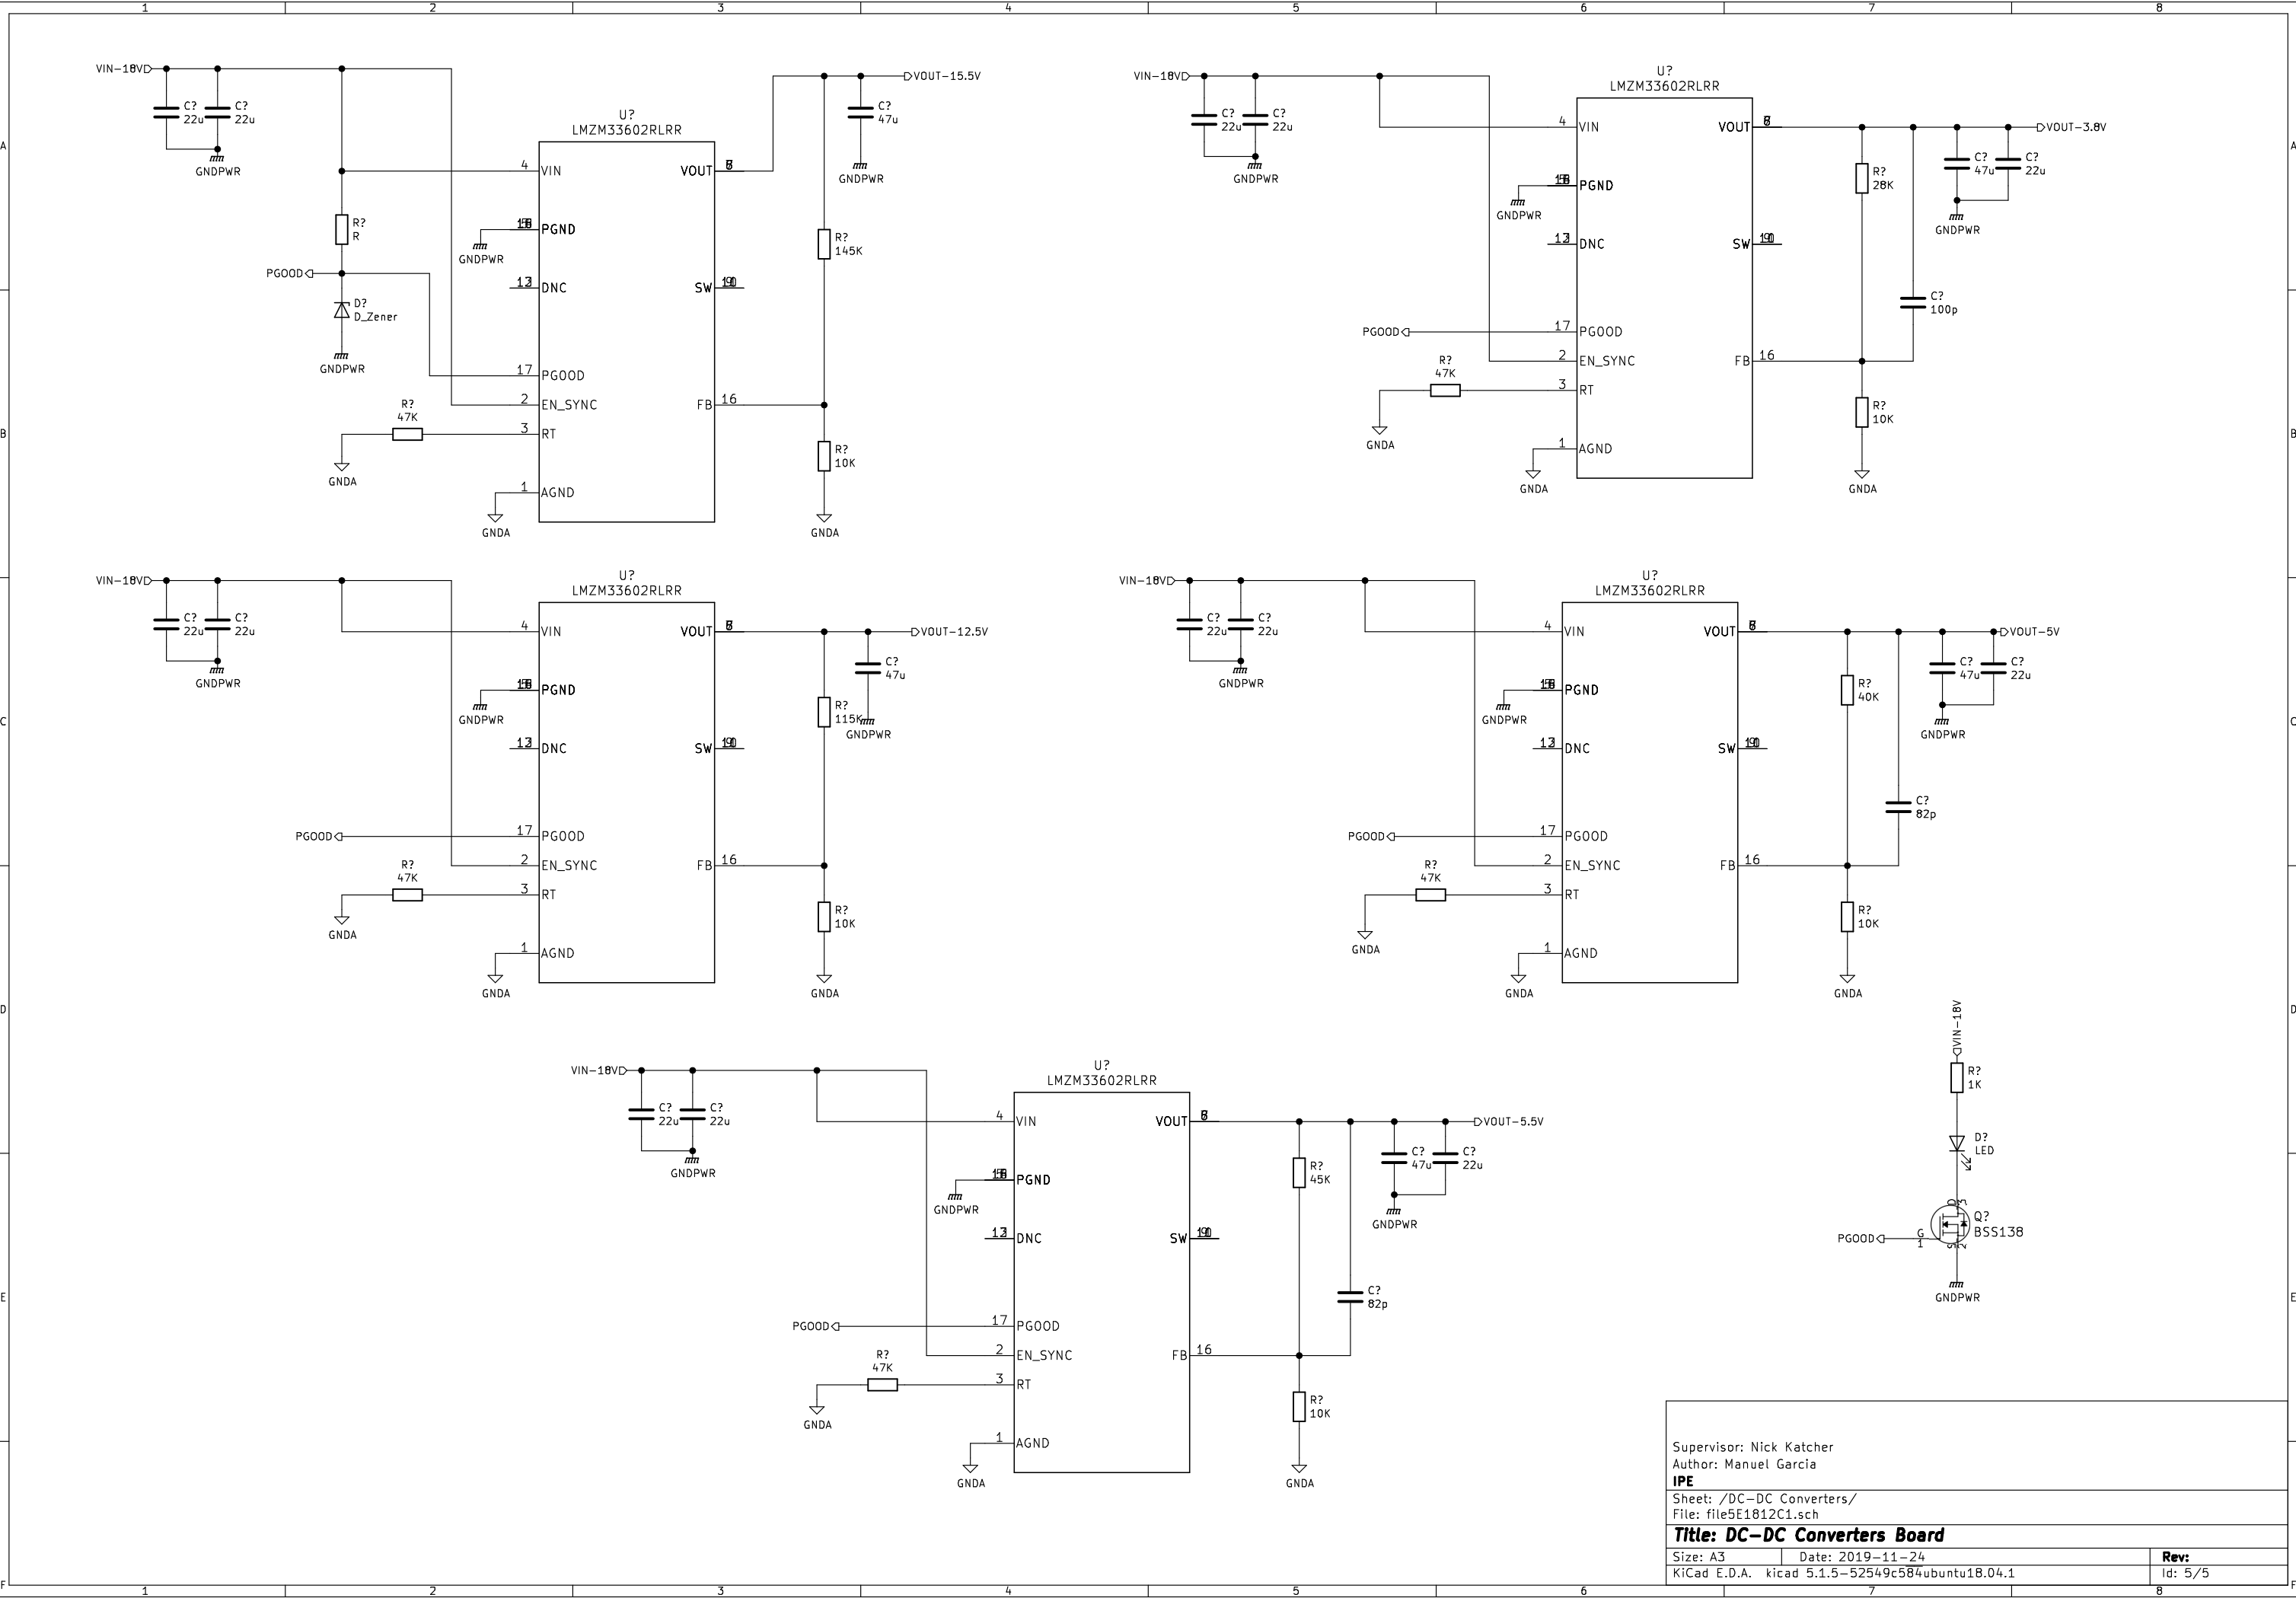 1 2 3 4 5 6 7 8
A
B
C
D
E
F
VIN-18V
C?
22u
C?
22u
GNDPWR
R?
R
PGOOD
D?
D_Zener
GNDPWR
R?
47K
GNDA
U?
LMZM33602RLRR
4 VIN
PGND
GNDPWR
DNC
17 PGOOD
2 EN_SYNC
3 RT
1 AGND
GNDA
VOUT
SW
FB 16
VOUT-15.5V
C?
47u
GNDPWR
R?
145K
R?
10K
GNDA
VIN-18V
C?
22u
C?
22u
GNDPWR
U?
LMZM33602RLRR
4 VIN
PGND
GNDPWR
DNC
PGOOD
17 PGOOD
2 EN_SYNC
R?
47K
3 RT
GNDA
1 AGND
GNDA
VOUT
SW
FB 16
VOUT-3.8V
R?
28K
C?
47u
C?
22u
GNDPWR
C?
100p
R?
10K
GNDA
VIN-18V
C?
22u
C?
22u
GNDPWR
U?
LMZM33602RLRR
4 VIN
PGND
GNDPWR
DNC
PGOOD
17 PGOOD
2 EN_SYNC
R?
47K
3 RT
GNDA
1 AGND
GNDA
VOUT
SW
FB 16
VOUT-12.5V
C?
47u
GNDPWR
R?
115K
R?
10K
GNDA
VIN-18V
C?
22u
C?
22u
GNDPWR
U?
LMZM33602RLRR
4 VIN
PGND
GNDPWR
DNC
PGOOD
17 PGOOD
2 EN_SYNC
R?
47K
3 RT
GNDA
1 AGND
GNDA
VOUT
SW
FB 16
VOUT-5V
R?
40K
C?
47u
C?
22u
GNDPWR
C?
82p
R?
10K
GNDA
VIN-18V
C?
22u
C?
22u
GNDPWR
U?
LMZM33602RLRR
4 VIN
PGND
GNDPWR
DNC
PGOOD
17 PGOOD
2 EN_SYNC
R?
47K
3 RT
GNDA
1 AGND
GNDA
VOUT
SW
FB 16
VOUT-5.5V
R?
45K
C?
47u
C?
22u
GNDPWR
C?
82p
R?
10K
GNDA
VIN-18V
R?
1K
D?
LED
D 3
Q?
BSS138
PGOOD
G
1
S 2
GNDPWR
Supervisor: Nick Katcher
Author: Manuel Garcia
IPE
Sheet: /DC-DC Converters/
File: file5E1812C1.sch
Title: DC-DC Converters Board
Size: A3 Date: 2019-11-24 Rev:
KiCad E.D.A. kicad 5.1.5-52549c584ubuntu18.04.1 Id: 5/5
1 2 3 4 5 6 7 8
A
B
C
D
E
F